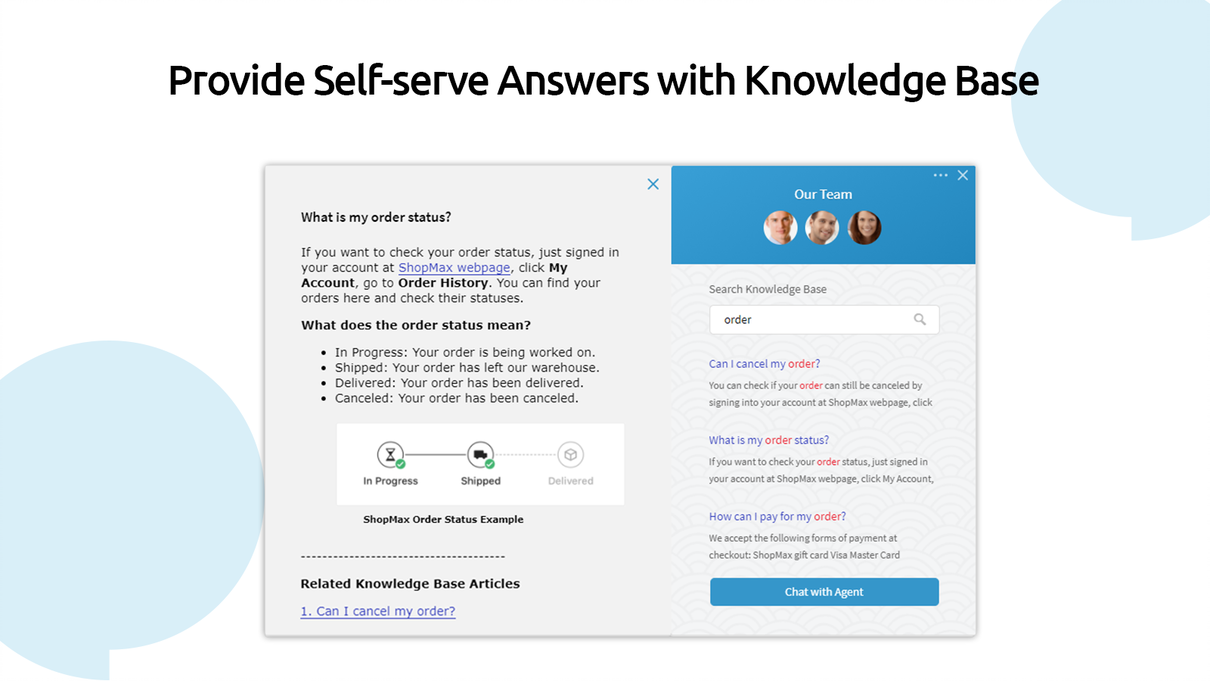 Provide Self-serve Answers with Knowledge Base
What is my order status?
If you want to check your order status, just signed in
your account at ShopMax webpage, click My
Account, go to Order History. You can find your
orders here and check their statuses.
What does the order status mean?
• In Progress: Your order is being worked on.
• Shipped: Your order has left our warehouse.
• Delivered: Your order has been delivered.
• Canceled: Your order has been canceled.
In Progress Shipped Delivered
ShopMax Order Status Example
--------------------------------------
Related Knowledge Base Articles
1. Can I cancel my order?
Our Team
Search Knowledge Base
order
Can I cancel my order?
You can check if your order can still be canceled by
signing into your account at ShopMax webpage, click
What is my order status?
If you want to check your order status, just signed in
your account at ShopMax webpage, click My Account,
How can I pay for my order?
We accept the following forms of payment at
checkout: ShopMax gift card Visa Master Card
Chat with Agent